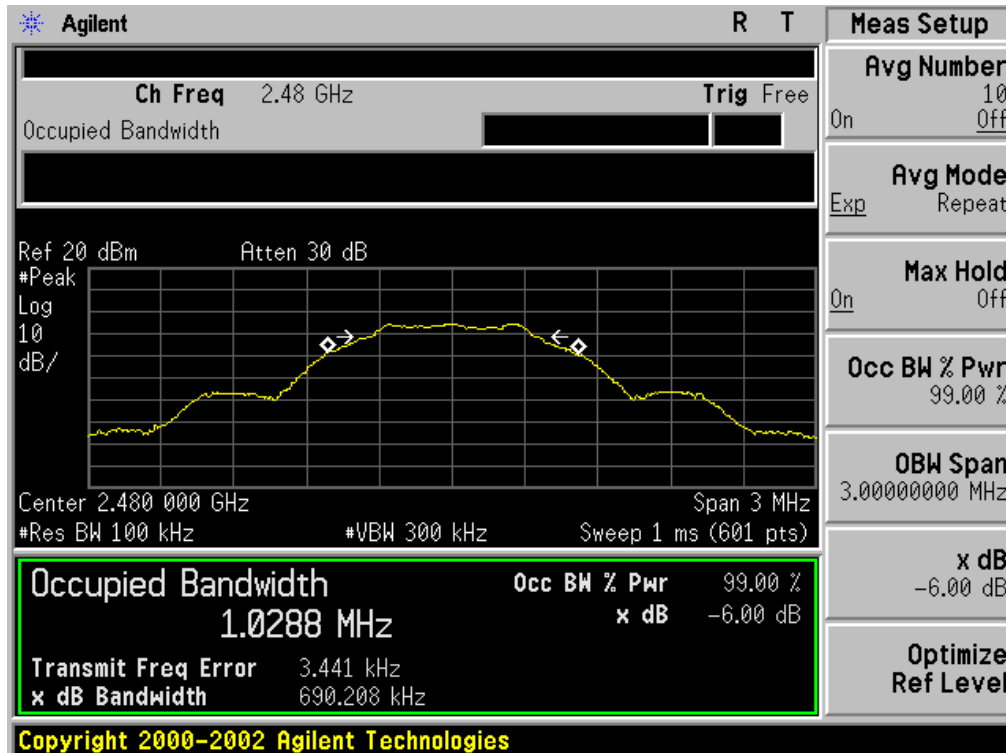 Agilent R T
Ch Freq 2.48 GHz Trig Free
Occupied Bandwidth
Ref 20 dBm Atten 30 dB
#Peak
Log
10
dB/
Center 2.480 000 GHz Span 3 MHz
#Res BW 100 kHz #VBW 300 kHz Sweep 1 ms (601 pts)
Occupied Bandwidth
1.0288 MHz
Occ BW % Pwr 99.00 %
x dB -6.00 dB
Transmit Freq Error 3.441 kHz
x dB Bandwidth 690.208 kHz
Copyright 2000-2002 Agilent Technologies
Meas Setup
Avg Number
10
On Off
Avg Mode
Exp Repeat
Max Hold
On Off
Occ BW % Pwr
99.00 %
OBW Span
3.00000000 MHz
x dB
-6.00 dB
Optimize
Ref Level